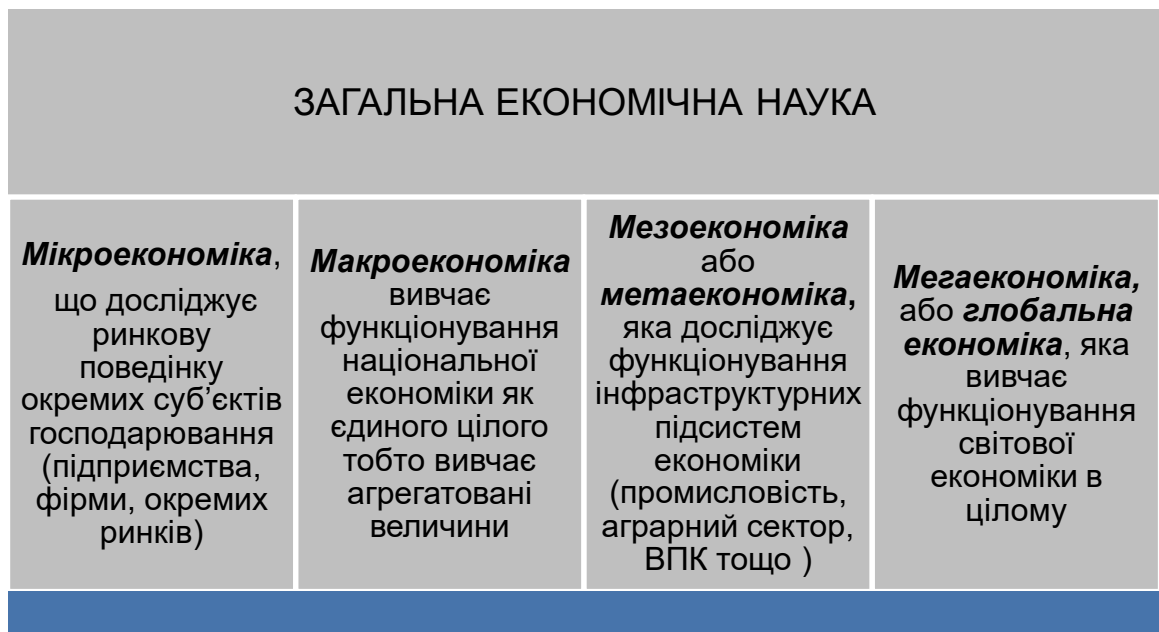 ЗАГАЛЬНА ЕКОНОМІЧНА НАУКА
Мікроекономіка,
що досліджує
ринкову
поведінку
окремих суб’єктів
господарювання
(підприємства,
фірми, окремих
ринків)
Макроекономіка
вивчає
функціонування
національної
економіки як
єдиного цілого
тобто вивчає
агрегатовані
величини
Мезоекономіка
або
метаекономіка,
яка досліджує
функціонування
інфраструктурних
підсистем
економіки
(промисловість,
аграрний сектор,
ВПК тощо )
Мегаекономіка,
або глобальна
економіка, яка
вивчає
функціонування
світової
економіки в
цілому